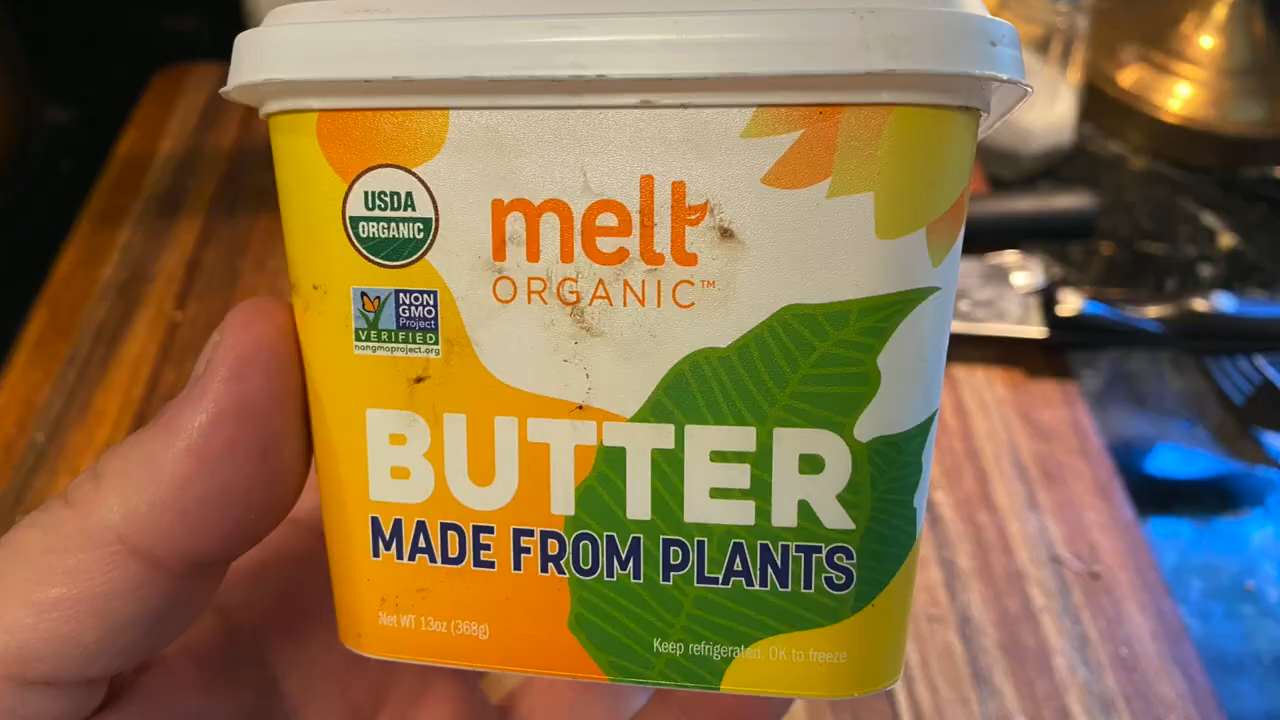 USDA
ORGANIC
melt
ORGANIC™
NON
GMO
Project
VERIFIED
nongmoproject.org
BUTTER
MADE FROM PLANTS
Net WT 13oz (368g)
Keep refrigerated, OK to freeze